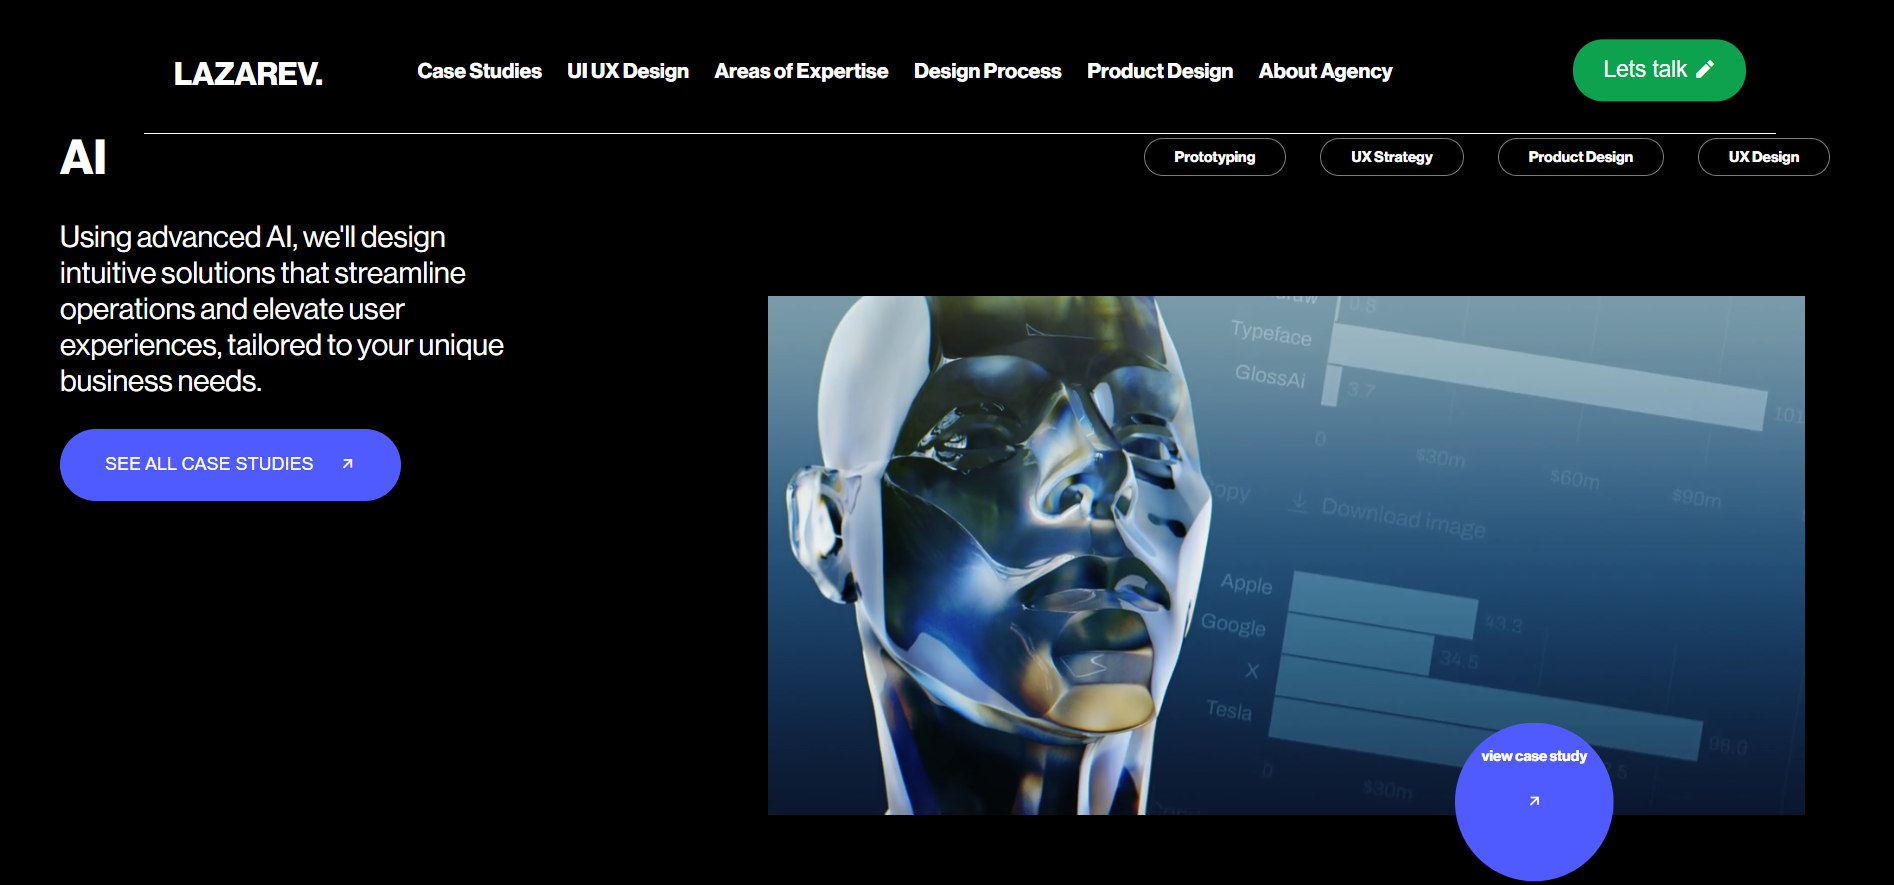 LAZAREV.
Case Studies
UI UX Design
Areas of Expertise
Design Process
Product Design
About Agency
Lets talk
AI
Prototyping
UX Strategy
Product Design
UX Design
Using advanced AI, we'll design
intuitive solutions that streamline
operations and elevate user
experiences, tailored to your unique
business needs.
SEE ALL CASE STUDIES
0.8
Typeface
101
GlossAi
3.7
0
$30m
$60m
$90m
Download image
Apple
43.3
Google
34.5
X
98.0
Tesla
0
$30m
view case study